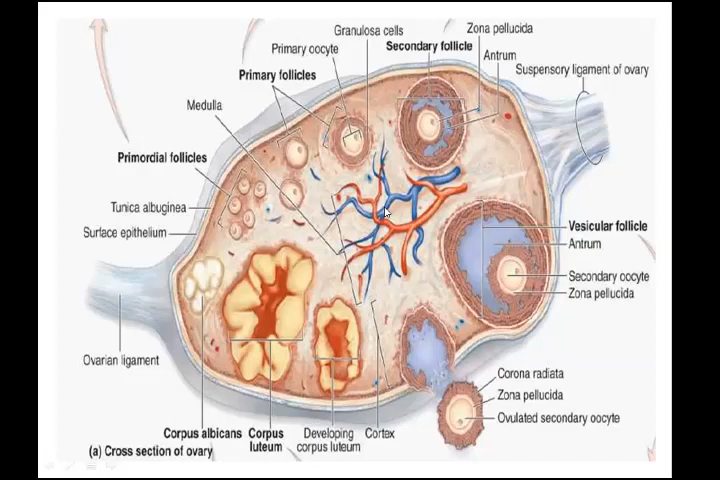 Granulosa cells
Zona pellucida
Primary oocyte
Secondary follicle
Antrum
Primary follicles
Suspensory ligament of ovary
Medulla
Primordial follicles
Tunica albuginea
Surface epithelium
Vesicular follicle
Antrum
Secondary oocyte
Zona pellucida
Ovarian ligament
Corona radiata
Zona pellucida
Ovulated secondary oocyte
Corpus albicans
Corpus
luteum
Developing
corpus luteum
Cortex
(a) Cross section of ovary